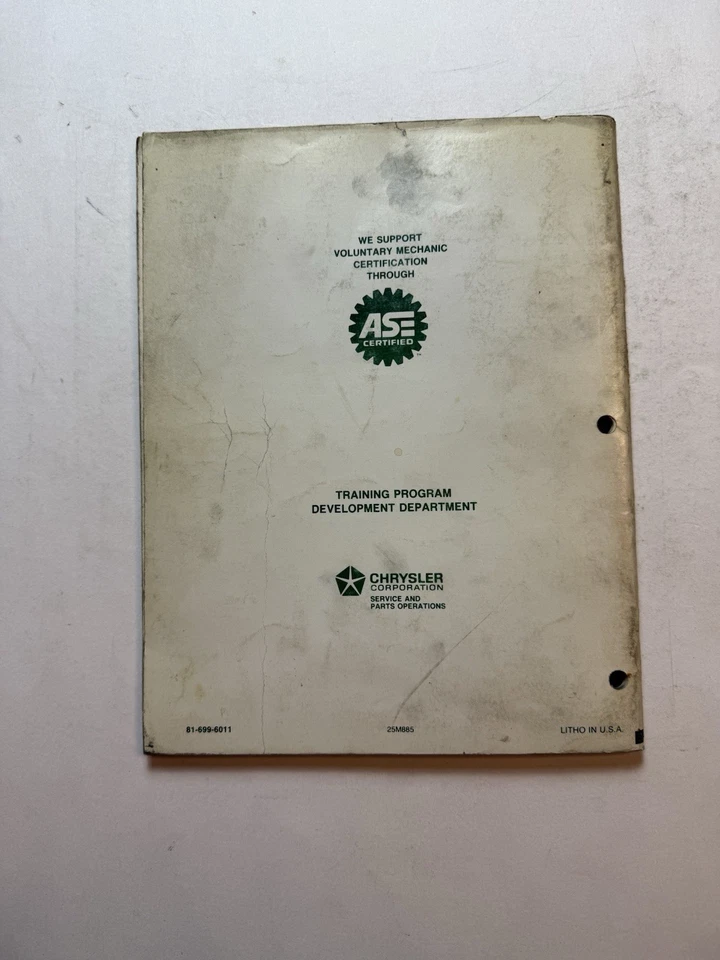 WE SUPPORT
VOLUNTARY MECHANIC
CERTIFICATION
THROUGH
ASE
CERTIFIED
TRAINING PROGRAM
DEVELOPMENT DEPARTMENT
CHRYSLER
CORPORATION
SERVICE AND
PARTS OPERATIONS
81-699-6011
25M885
LITHO IN U.S.A.